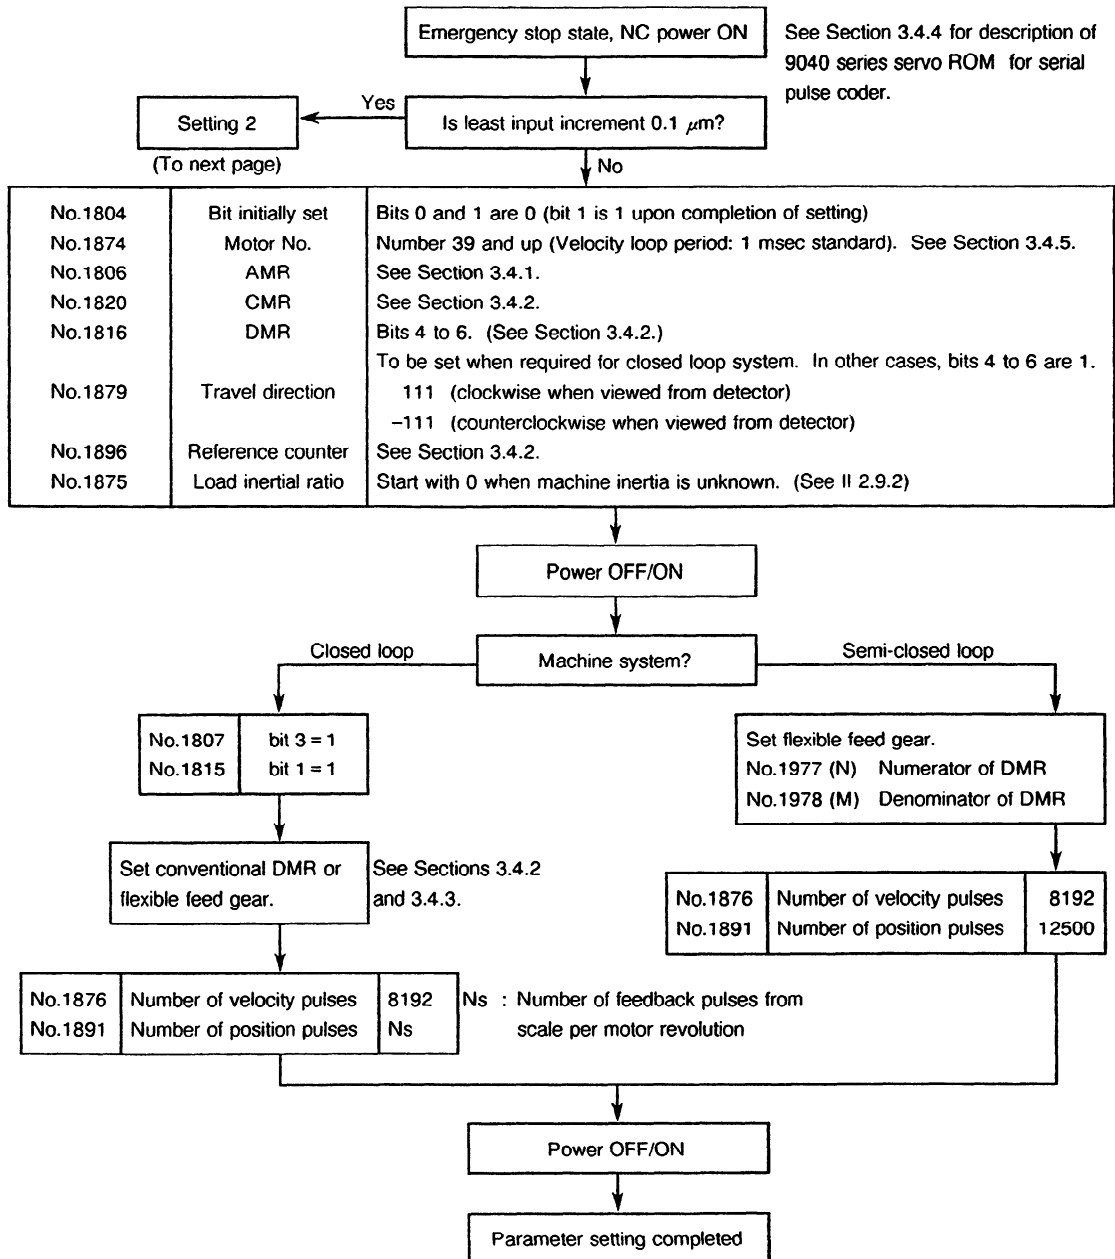 Emergency stop state, NC power ON
See Section 3.4.4 for description of
9040 series servo ROM for serial
pulse coder.
Yes
Setting 2
Is least input increment 0.1 μm?
(To next page)
No
No.1804 Bit initially set Bits 0 and 1 are 0 (bit 1 is 1 upon completion of setting)
No.1874 Motor No. Number 39 and up (Velocity loop period: 1 msec standard). See Section 3.4.5.
No.1806 AMR See Section 3.4.1.
No.1820 CMR See Section 3.4.2.
No.1816 DMR Bits 4 to 6. (See Section 3.4.2.)
To be set when required for closed loop system. In other cases, bits 4 to 6 are 1.
No.1879 Travel direction 111 (clockwise when viewed from detector)
–111 (counterclockwise when viewed from detector)
No.1896 Reference counter See Section 3.4.2.
No.1875 Load inertial ratio Start with 0 when machine inertia is unknown. (See II 2.9.2)
Power OFF/ON
Closed loop
Machine system?
Semi-closed loop
No.1807 bit 3 = 1
No.1815 bit 1 = 1
Set flexible feed gear.
No.1977 (N) Numerator of DMR
No.1978 (M) Denominator of DMR
Set conventional DMR or
flexible feed gear.
See Sections 3.4.2
and 3.4.3.
No.1876 Number of velocity pulses 8192
No.1891 Number of position pulses 12500
No.1876 Number of velocity pulses 8192
No.1891 Number of position pulses Ns
Ns : Number of feedback pulses from
scale per motor revolution
Power OFF/ON
Parameter setting completed